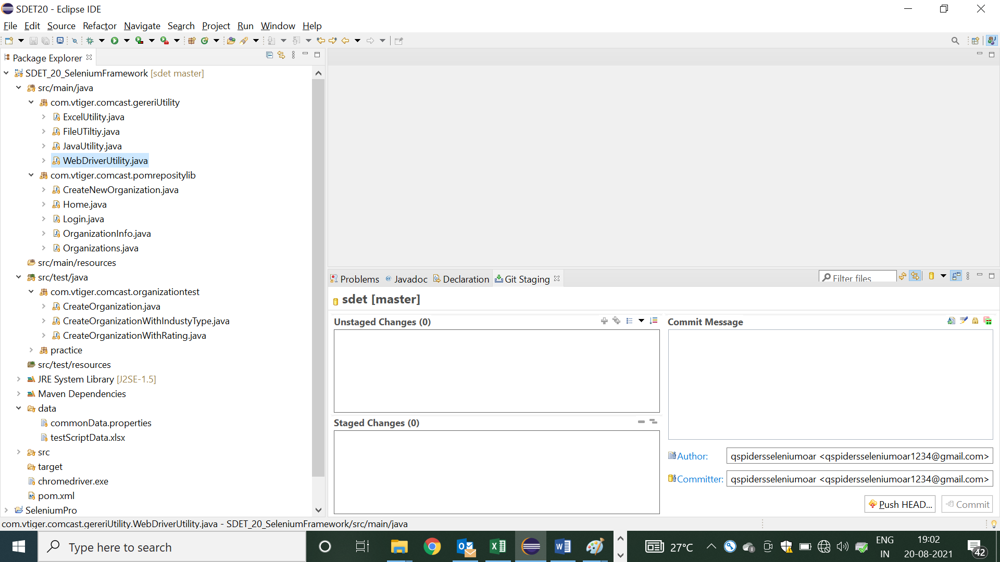 SDET20 - Eclipse IDE
File Edit Source Refactor Navigate Search Project Run Window Help
Package Explorer
SDET_20_SeleniumFramework [sdet master]
src/main/java
com.vtiger.comcast.gereriUtility
ExcelUtility.java
FileUTiltiy.java
JavaUtility.java
WebDriverUtility.java
com.vtiger.comcast.pomrepositylib
CreateNewOrganization.java
Home.java
Login.java
OrganizationInfo.java
Organizations.java
src/main/resources
src/test/java
com.vtiger.comcast.organizationtest
CreateOrganization.java
CreateOrganizationWithIndustyType.java
CreateOrganizationWithRating.java
practice
src/test/resources
JRE System Library [J2SE-1.5]
Maven Dependencies
data
commonData.properties
testScriptData.xlsx
src
target
chromedriver.exe
pom.xml
SeleniumPro
Problems @ Javadoc Declaration Git Staging
Filter files
sdet [master]
Unstaged Changes (0)
Staged Changes (0)
Commit Message
Author: qspidersseleniumoar <qspidersseleniumoar1234@gmail.com>
Committer: qspidersseleniumoar <qspidersseleniumoar1234@gmail.com>
Push HEAD... Commit
com.vtiger.comcast.gereriUtility.WebDriverUtility.java - SDET_20_SeleniumFramework/src/main/java
Type here to search
27°C
ENG
IN
19:02
20-08-2021
42